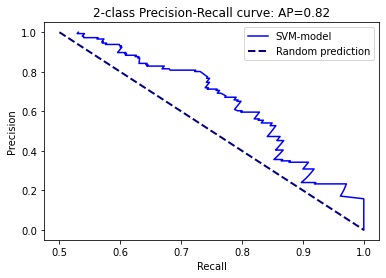 2-class Precision-Recall curve: AP=0.82
SVM-model
Random prediction
Precision
1.0
0.8
0.6
0.4
0.2
0.0
0.5 0.6 0.7 0.8 0.9 1.0
Recall